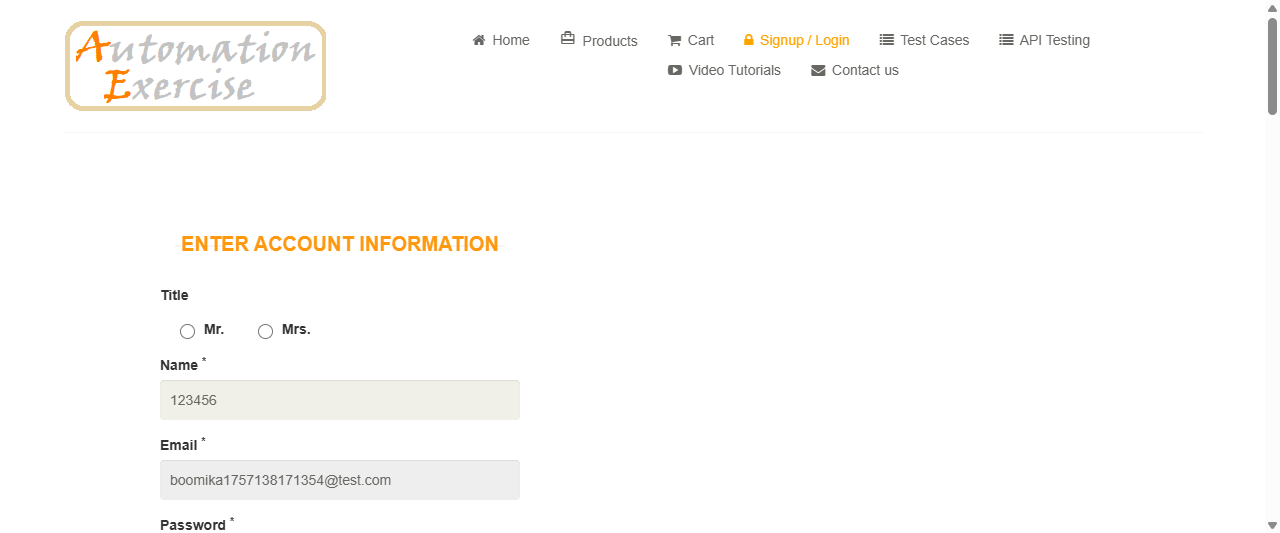 Automation
Exercise
Home Products Cart Signup / Login Test Cases API Testing
Video Tutorials Contact us
ENTER ACCOUNT INFORMATION
Title
Mr. Mrs.
Name *
123456
Email *
boomika1757138171354@test.com
Password *